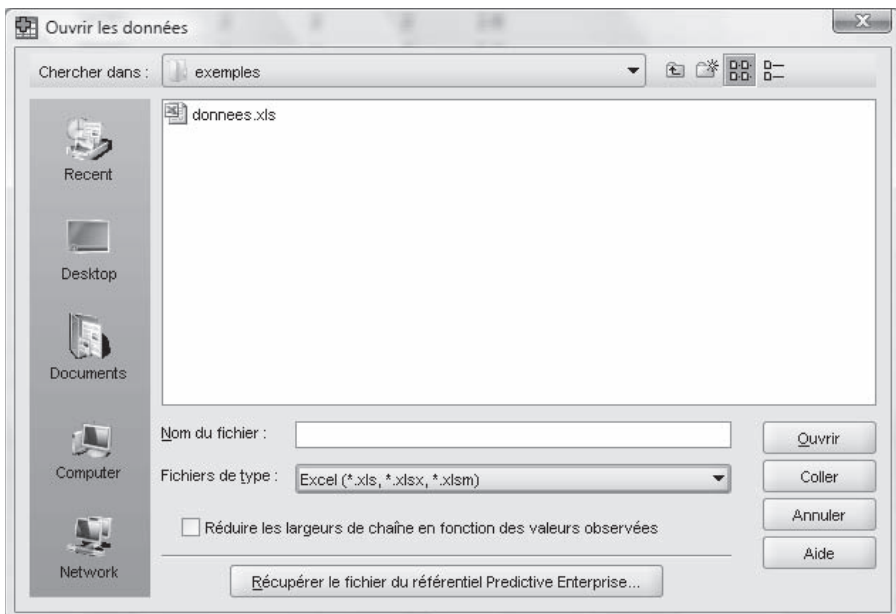 Ouvrir les données
Chercher dans :
exemples
donnees.xls
Recent
Desktop
Documents
Computer
Network
Nom du fichier :
Fichiers de type :
Excel (*.xls, *.xlsx, *.xlsm)
Réduire les largeurs de chaîne en fonction des valeurs observées
Récupérer le fichier du référentiel Predictive Enterprise...
Ouvrir
Coller
Annuler
Aide